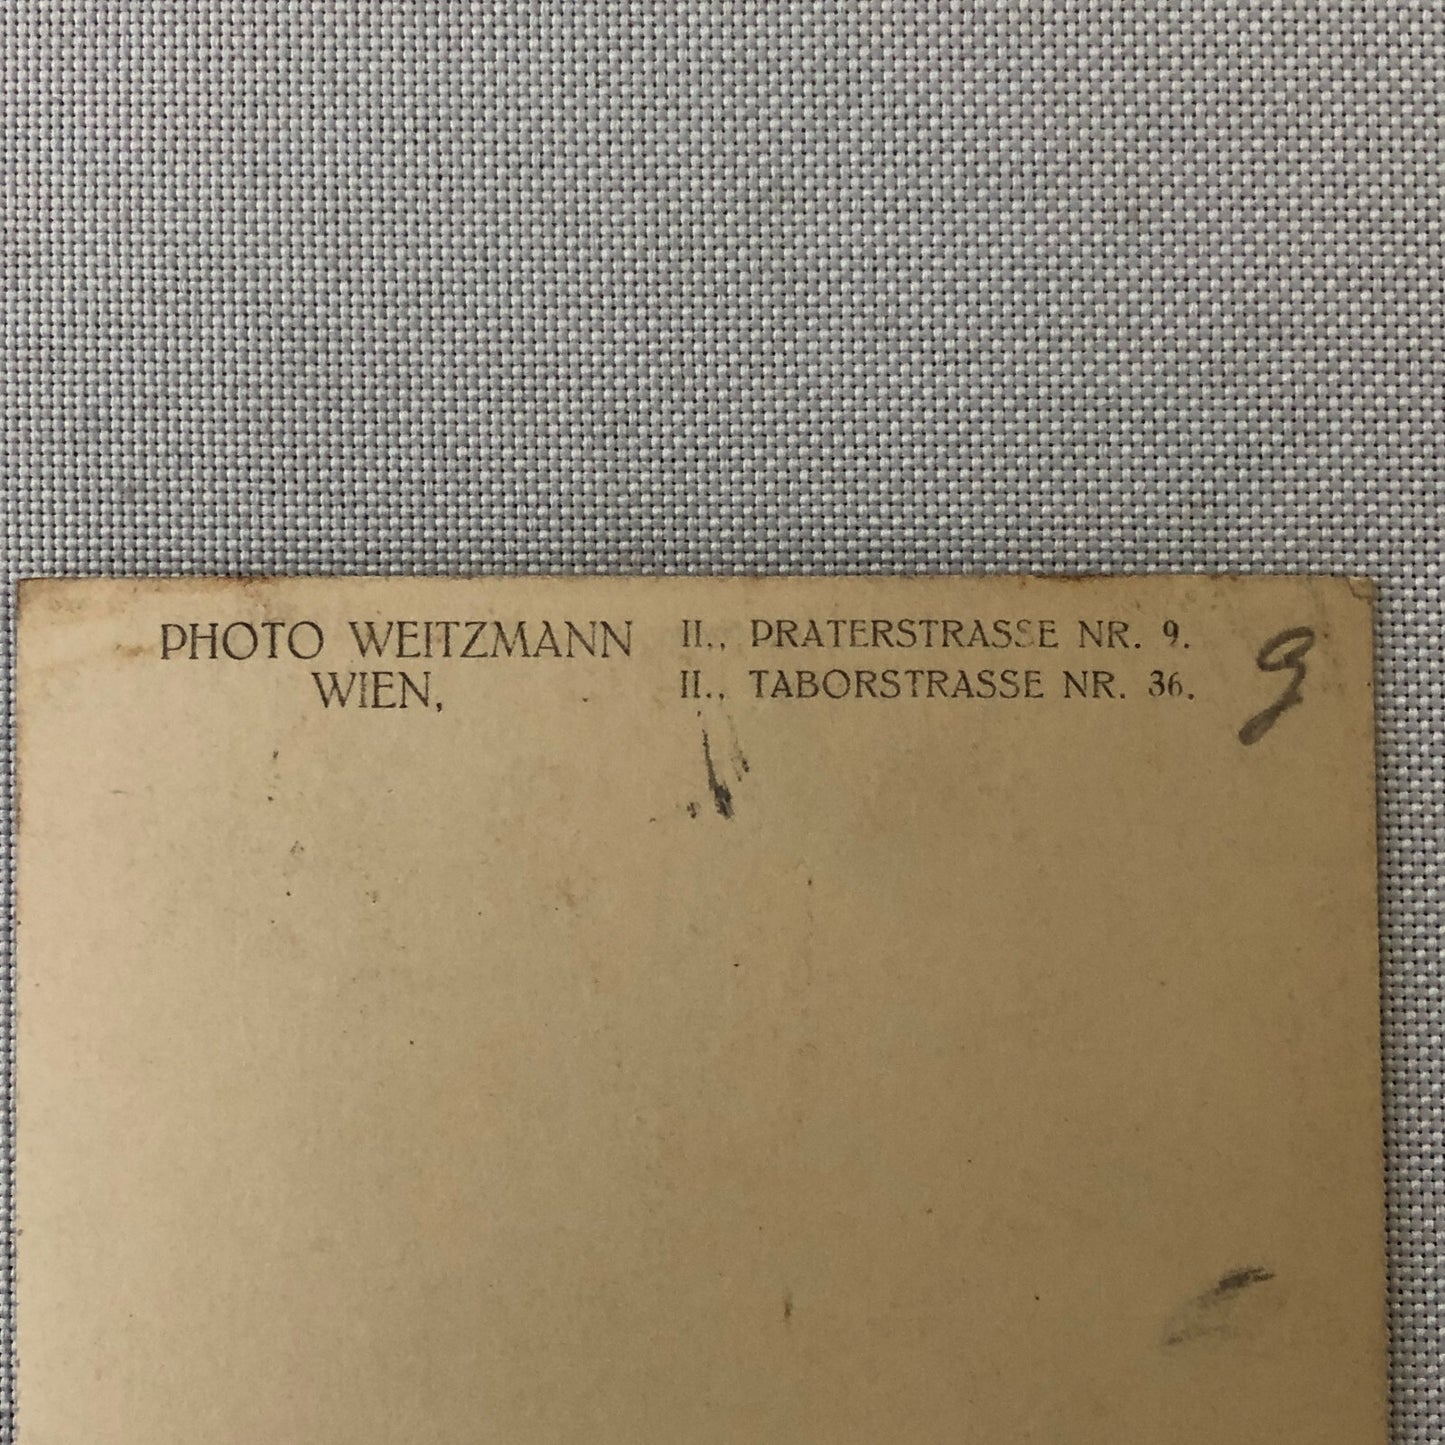 PHOTO WEITZMANN II., PRATERSTRASSE NR. 9.
WIEN, II., TABORSTRASSE NR. 36.
9